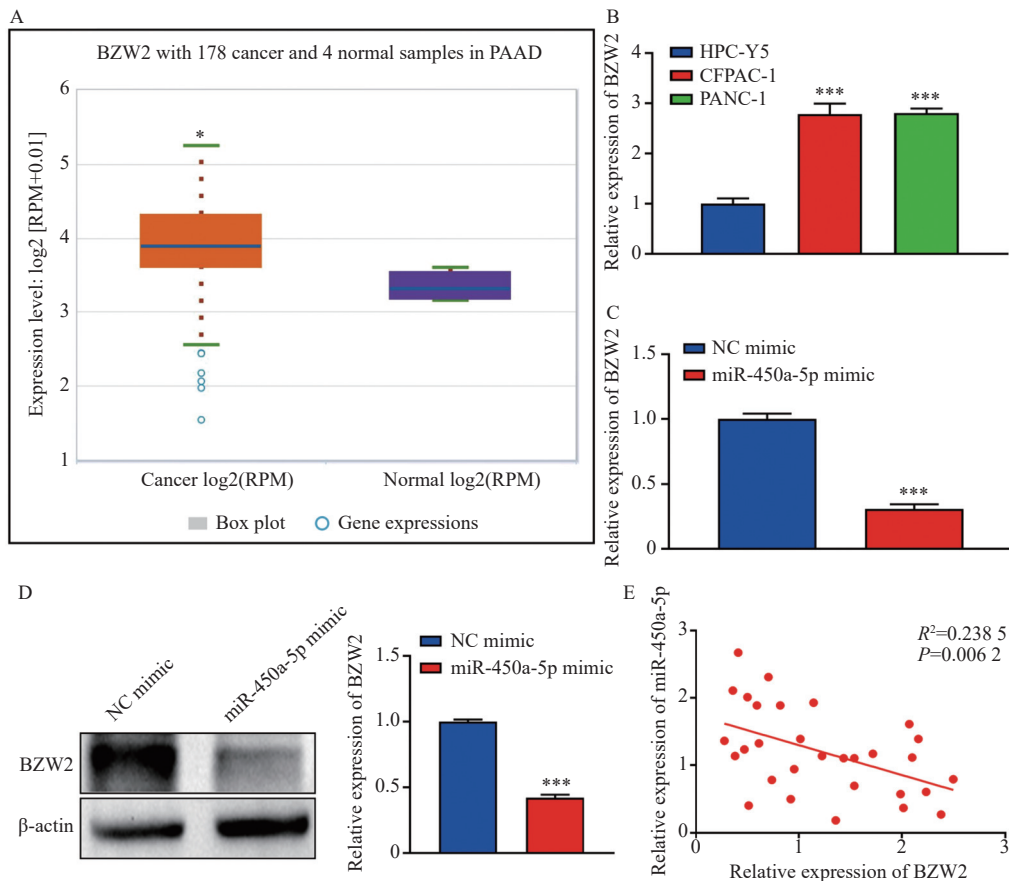 A
BZW2 with 178 cancer and 4 normal samples in PAAD
Expression level: log2 [RPM+0.01]
6
5
4
3
2
1
*
Cancer log2(RPM)
Normal log2(RPM)
Box plot
Gene expressions
B
Relative expression of BZW2
5
4
3
2
1
0
HPC-Y5
CFPAC-1
PANC-1
***
***
C
Relative expression of BZW2
1.5
1.0
0.5
0
NC mimic
miR-450a-5p mimic
***
D
NC mimic
miR-450a-5p mimic
BZW2
β-actin
Relative expression of BZW2
1.5
1.0
0.5
0
NC mimic
miR-450a-5p mimic
***
E
Relative expression of miR-450a-5p
3
2
1
0
R²=0.238 5
P=0.006 2
0
1
2
3
Relative expression of BZW2